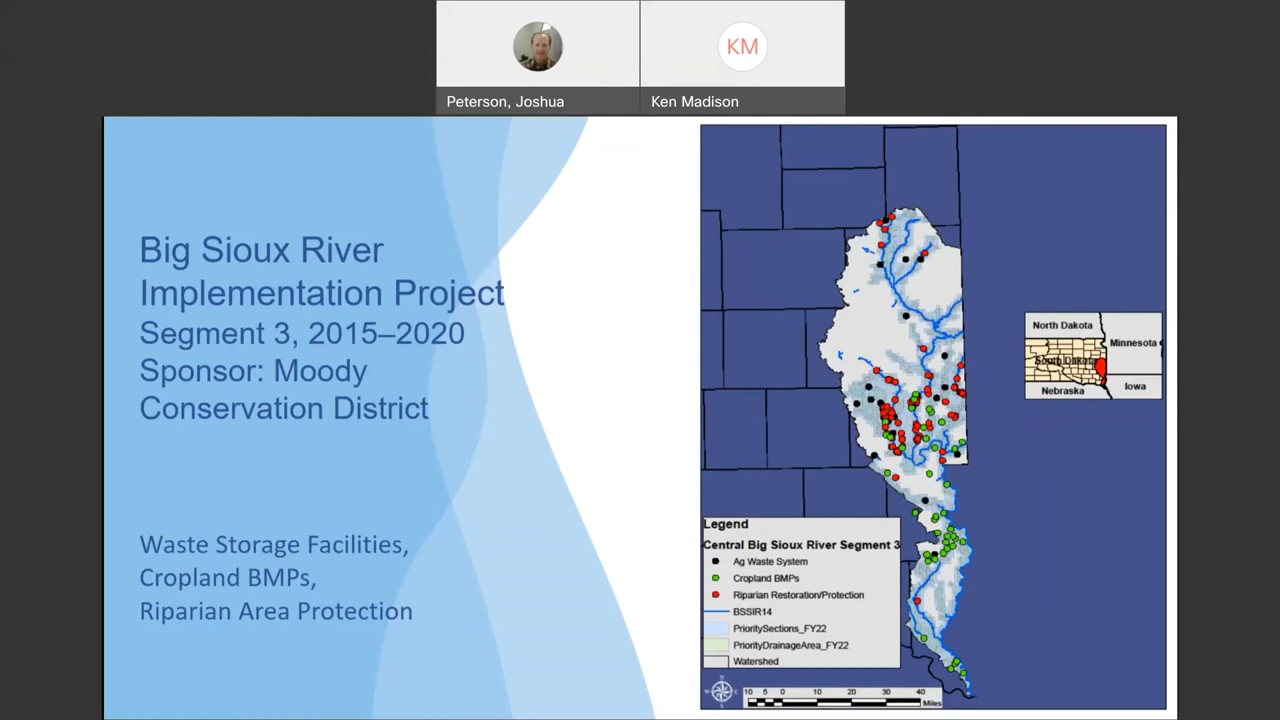 KM
Peterson, Joshua
Ken Madison
Big Sioux River
Implementation Project
Segment 3, 2015–2020
Sponsor: Moody
Conservation District
Waste Storage Facilities,
Cropland BMPs,
Riparian Area Protection
North Dakota
Minnesota
South Dakota
Nebraska
Iowa
Legend
Central Big Sioux River Segment 3
Ag Waste System
Cropland BMPs
Riparian Restoration/Protection
BSSIR14
PrioritySections_FY22
PriorityDrainageArea_FY22
Watershed
10 5 0 10 20 30 40
Miles